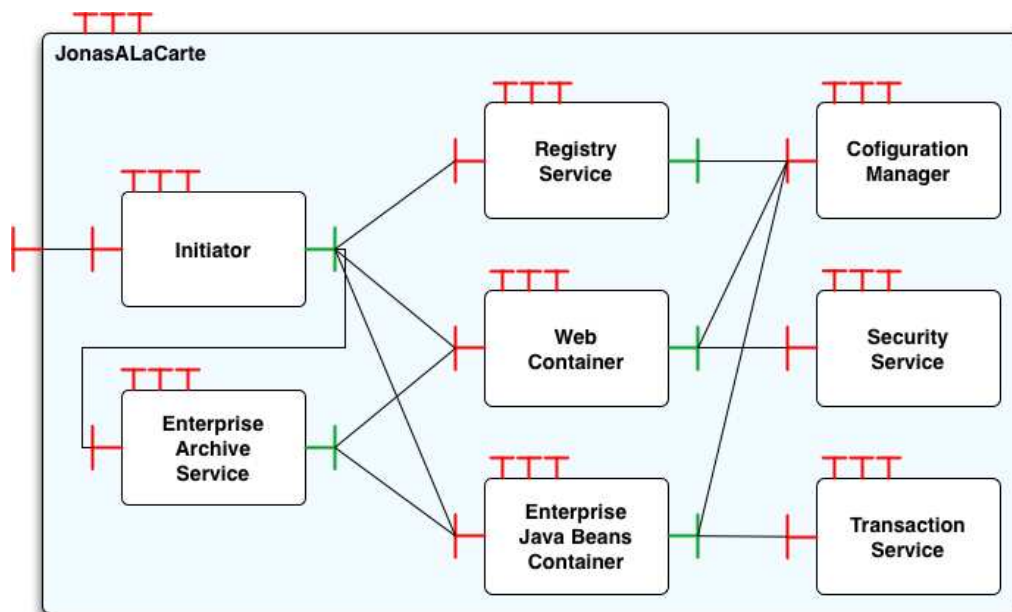 JonasALaCarte
Initiator
Enterprise
Archive
Service
Registry
Service
Web
Container
Enterprise
Java Beans
Container
Cofiguration
Manager
Security
Service
Transaction
Service